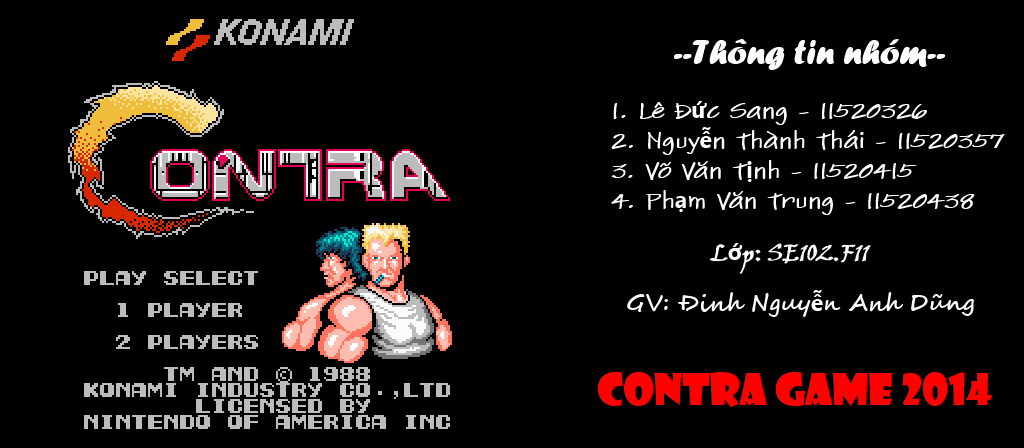 KONAMI
CONTRA
PLAY SELECT
1 PLAYER
2 PLAYERS
TM AND © 1988
KONAMI INDUSTRY CO.,LTD
LICENSED BY
NINTENDO OF AMERICA INC
--Thông tin nhóm--
1. Lê Đức Sang - 11520326
2. Nguyễn Thành Thái - 11520357
3. Võ Văn Tịnh - 11520415
4. Phạm Văn Trung - 11520438
Lớp: SE102.F11
GV: Đinh Nguyễn Anh Dũng
CONTRA GAME 2014